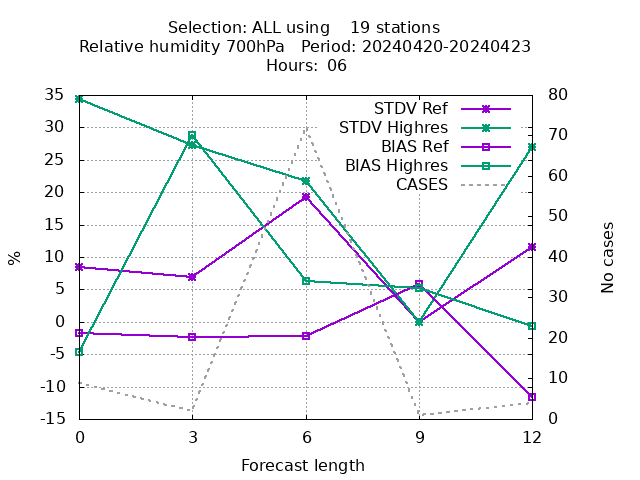 Selection: ALL using    19 stations
Relative humidity 700hPa   Period: 20240420-20240423
Hours: 06
STDV Ref
STDV Highres
BIAS Ref
BIAS Highres
CASES
%
35
30
25
20
15
10
5
0
-5
-10
-15
No cases
80
70
60
50
40
30
20
10
0
0 3 6 9 12
Forecast length